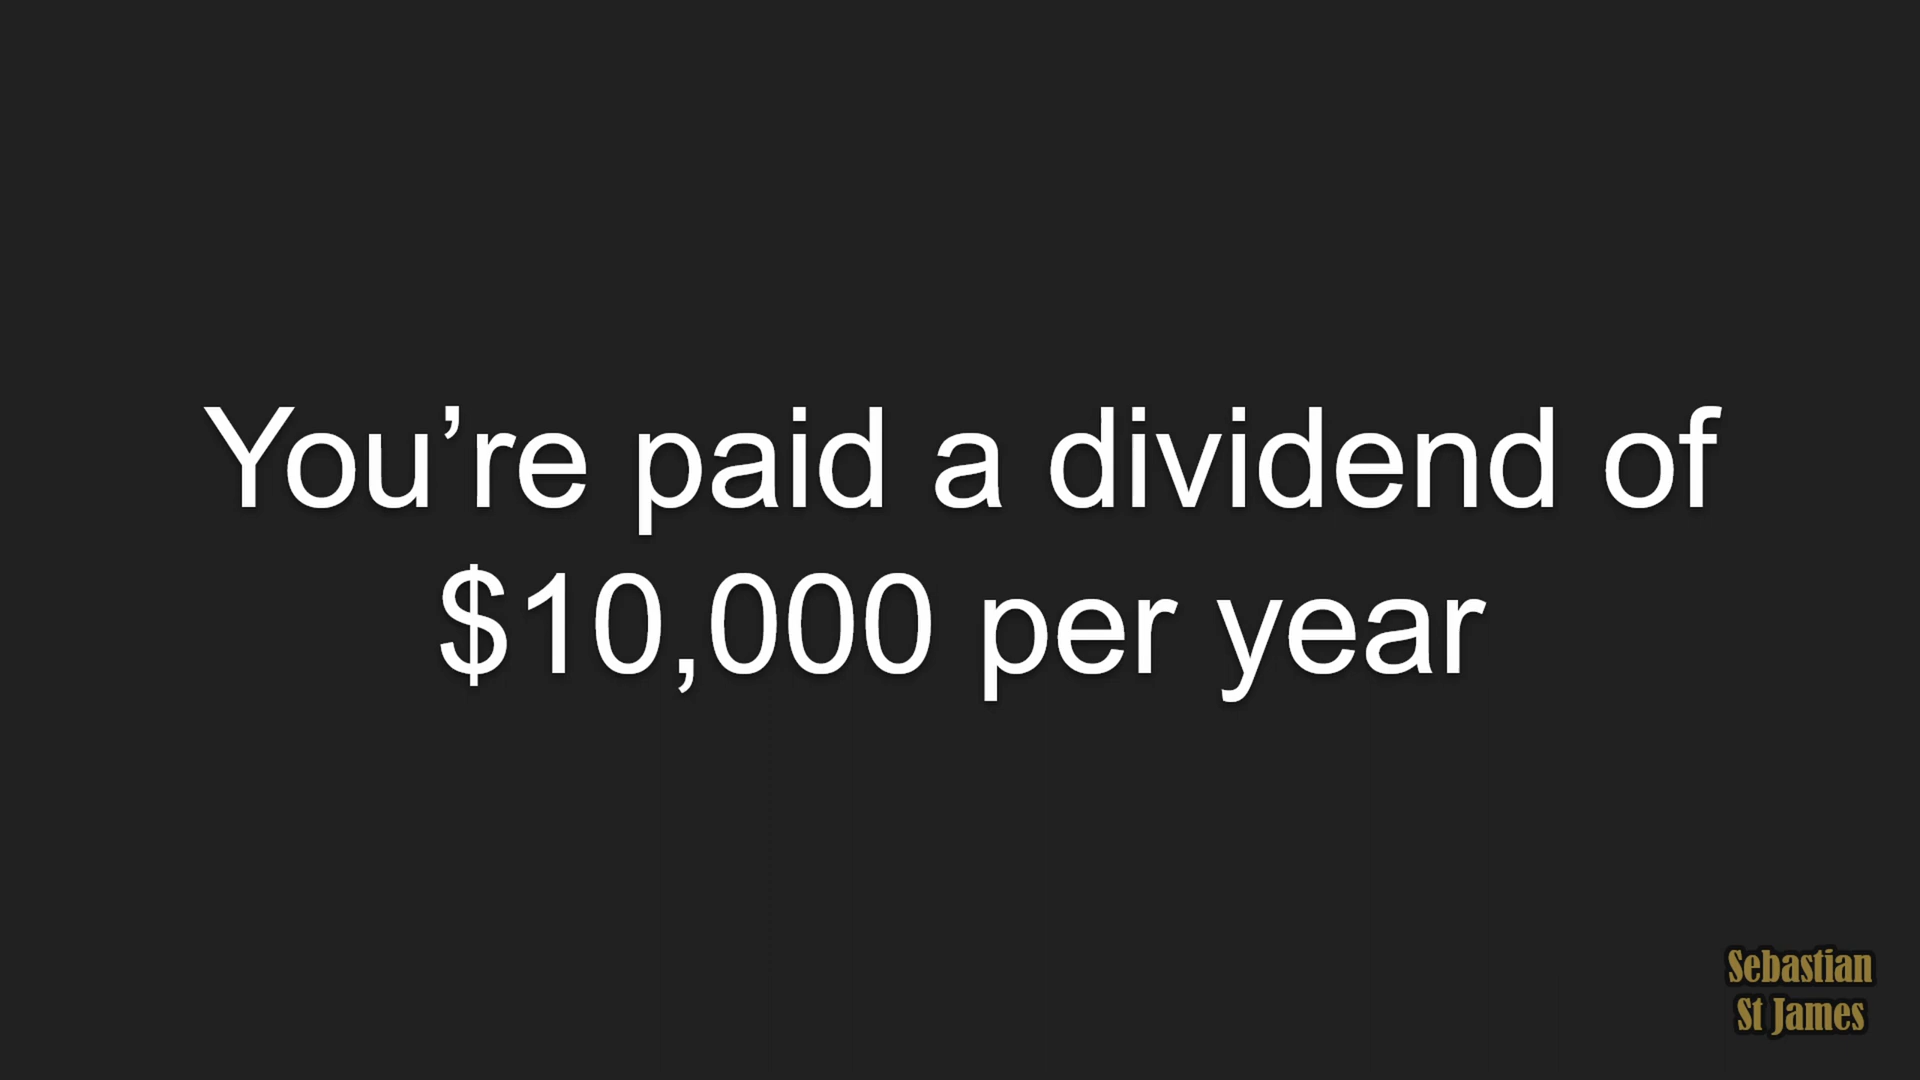 You’re paid a dividend of
$10,000 per year
Sebastian
St James